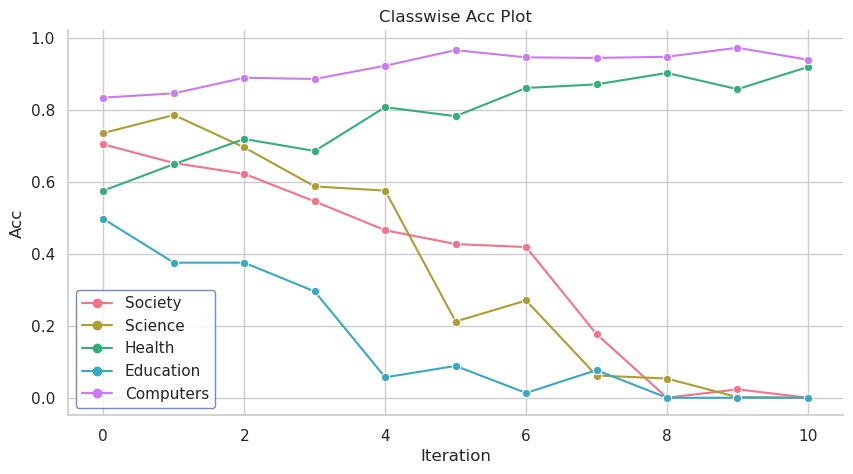 Classwise Acc Plot
1.0
0.8
0.6
0.4
0.2
0.0
Acc
Society
Science
Health
Education
Computers
0 2 4 6 8 10
Iteration